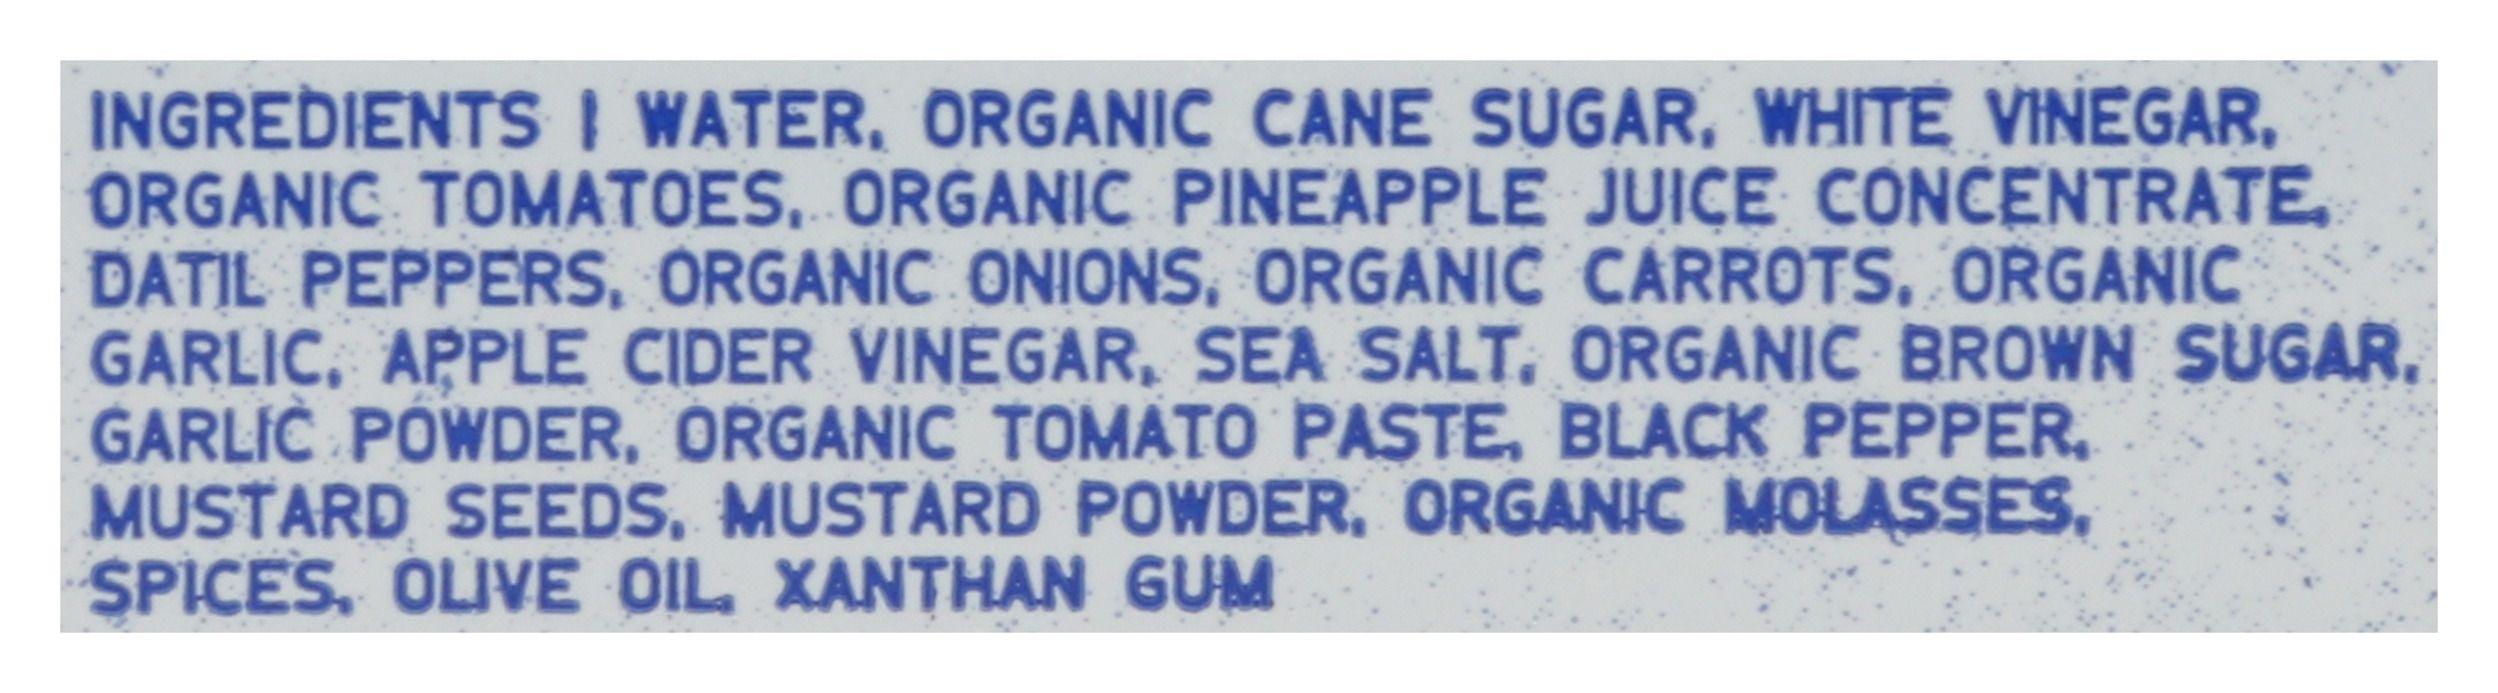 INGREDIENTS | WATER, ORGANIC CANE SUGAR, WHITE VINEGAR,
ORGANIC TOMATOES, ORGANIC PINEAPPLE JUICE CONCENTRATE,
DATIL PEPPERS, ORGANIC ONIONS, ORGANIC CARROTS, ORGANIC
GARLIC, APPLE CIDER VINEGAR, SEA SALT, ORGANIC BROWN SUGAR,
GARLIC POWDER, ORGANIC TOMATO PASTE, BLACK PEPPER,
MUSTARD SEEDS, MUSTARD POWDER, ORGANIC MOLASSES,
SPICES, OLIVE OIL, XANTHAN GUM